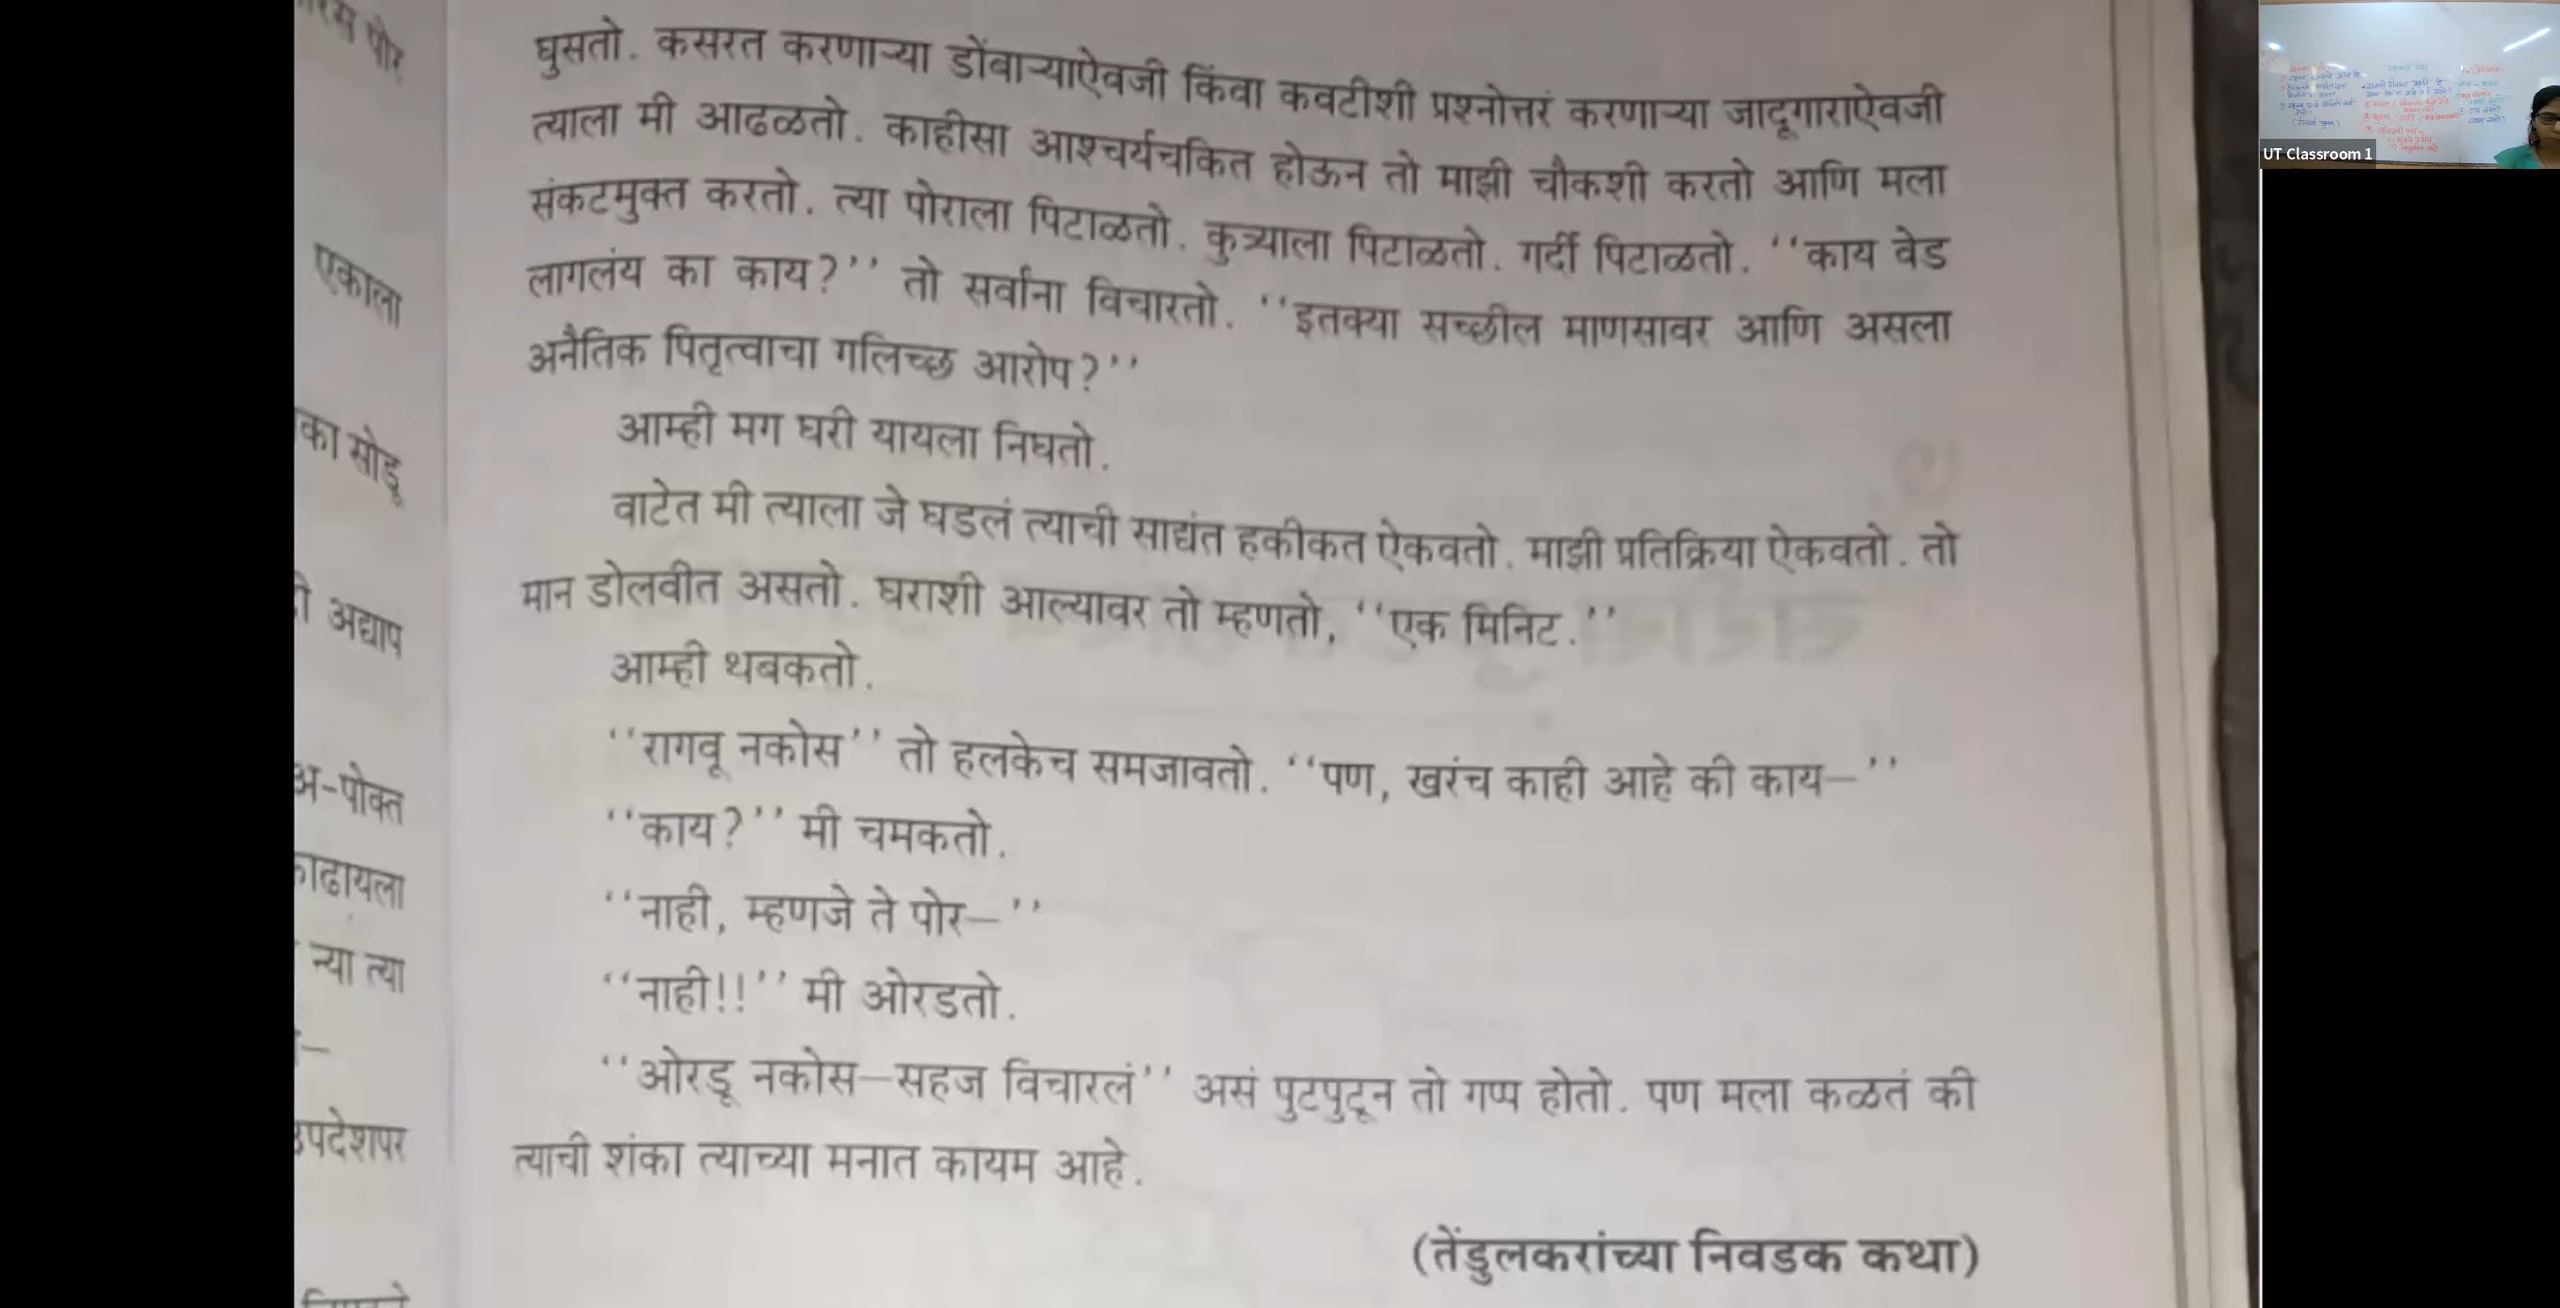 रस पोर
एकाला
का सोडू
ी अद्याप
अ-पोक्त
काढायला
न्या त्या
उपदेशपर
घुसतो. कसरत करणाऱ्या डोंबाऱ्याऐवजी किंवा कवटीशी प्रश्नोत्तरं करणाऱ्या जादूगाराऐवजी
त्याला मी आढळतो. काहीसा आश्चर्यचकित होऊन तो माझी चौकशी करतो आणि मला
संकटमुक्त करतो. त्या पोराला पिटाळतो. कुत्र्याला पिटाळतो. गर्दी पिटाळतो. ‘‘काय वेड
लागलंय का काय?’’ तो सर्वांना विचारतो. ‘‘इतक्या सच्छील माणसावर आणि असला
अनैतिक पितृत्वाचा गलिच्छ आरोप?’’
आम्ही मग घरी यायला निघतो.
वाटेत मी त्याला जे घडलं त्याची साद्यंत हकीकत ऐकवतो. माझी प्रतिक्रिया ऐकवतो. तो
मान डोलवीत असतो. घराशी आल्यावर तो म्हणतो, ‘‘एक मिनिट.’’
आम्ही थबकतो.
‘‘रागवू नकोस’’ तो हलकेच समजावतो. ‘‘पण, खरंच काही आहे की काय—’’
‘‘काय?’’ मी चमकतो.
‘‘नाही, म्हणजे ते पोर—’’
‘‘नाही!!’’ मी ओरडतो.
‘‘ओरडू नकोस—सहज विचारलं’’ असं पुटपुटून तो गप्प होतो. पण मला कळतं की
त्याची शंका त्याच्या मनात कायम आहे.
(तेंडुलकरांच्या निवडक कथा)
UT Classroom 1